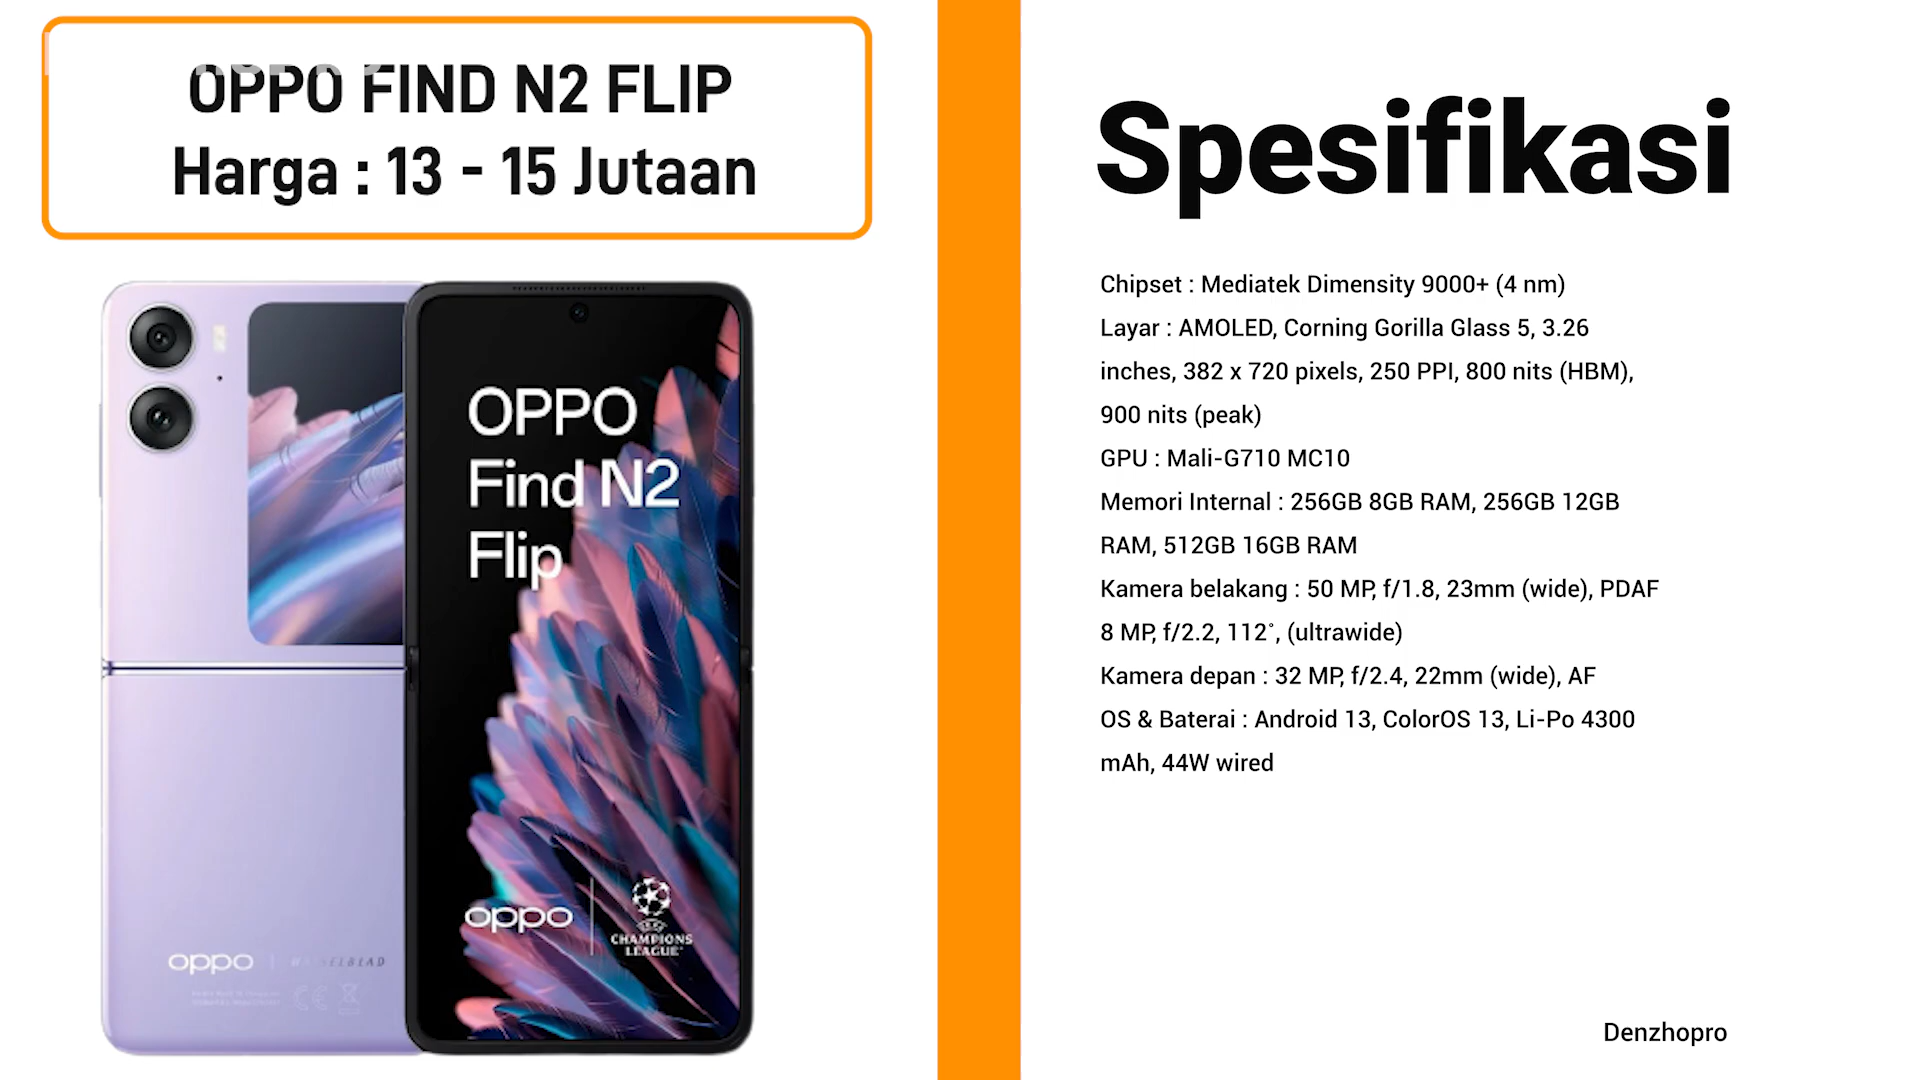 OPPO FIND N2 FLIP
Harga : 13 - 15 Jutaan
OPPO
Find N2
Flip
oppo
CHAMPIONS
LEAGUE
oppo | HASSELBLAD
Spesifikasi
Chipset : Mediatek Dimensity 9000+ (4 nm)
Layar : AMOLED, Corning Gorilla Glass 5, 3.26
inches, 382 x 720 pixels, 250 PPI, 800 nits (HBM),
900 nits (peak)
GPU : Mali-G710 MC10
Memori Internal : 256GB 8GB RAM, 256GB 12GB
RAM, 512GB 16GB RAM
Kamera belakang : 50 MP, f/1.8, 23mm (wide), PDAF
8 MP, f/2.2, 112˚, (ultrawide)
Kamera depan : 32 MP, f/2.4, 22mm (wide), AF
OS & Baterai : Android 13, ColorOS 13, Li-Po 4300
mAh, 44W wired
Denzhopro